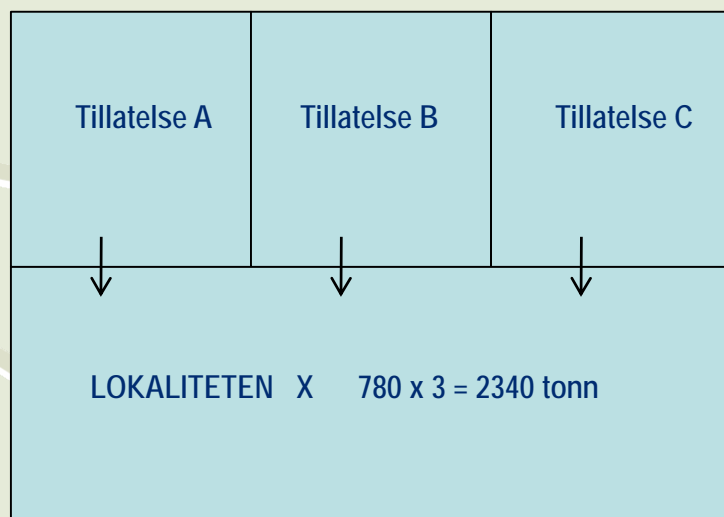 Tillatelse A Tillatelse B Tillatelse C
LOKALITETEN X 780 x 3 = 2340 tonn